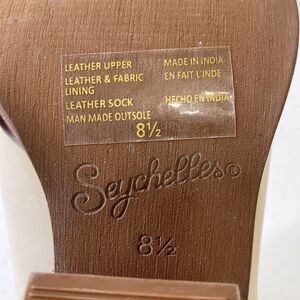 LEATHER UPPER MADE IN INDIA
LEATHER & FABRIC EN FAIT L'INDE
LINING
LEATHER SOCK HECHO EN INDIA
MAN MADE OUTSOLE
8½
Seychelles®
8½